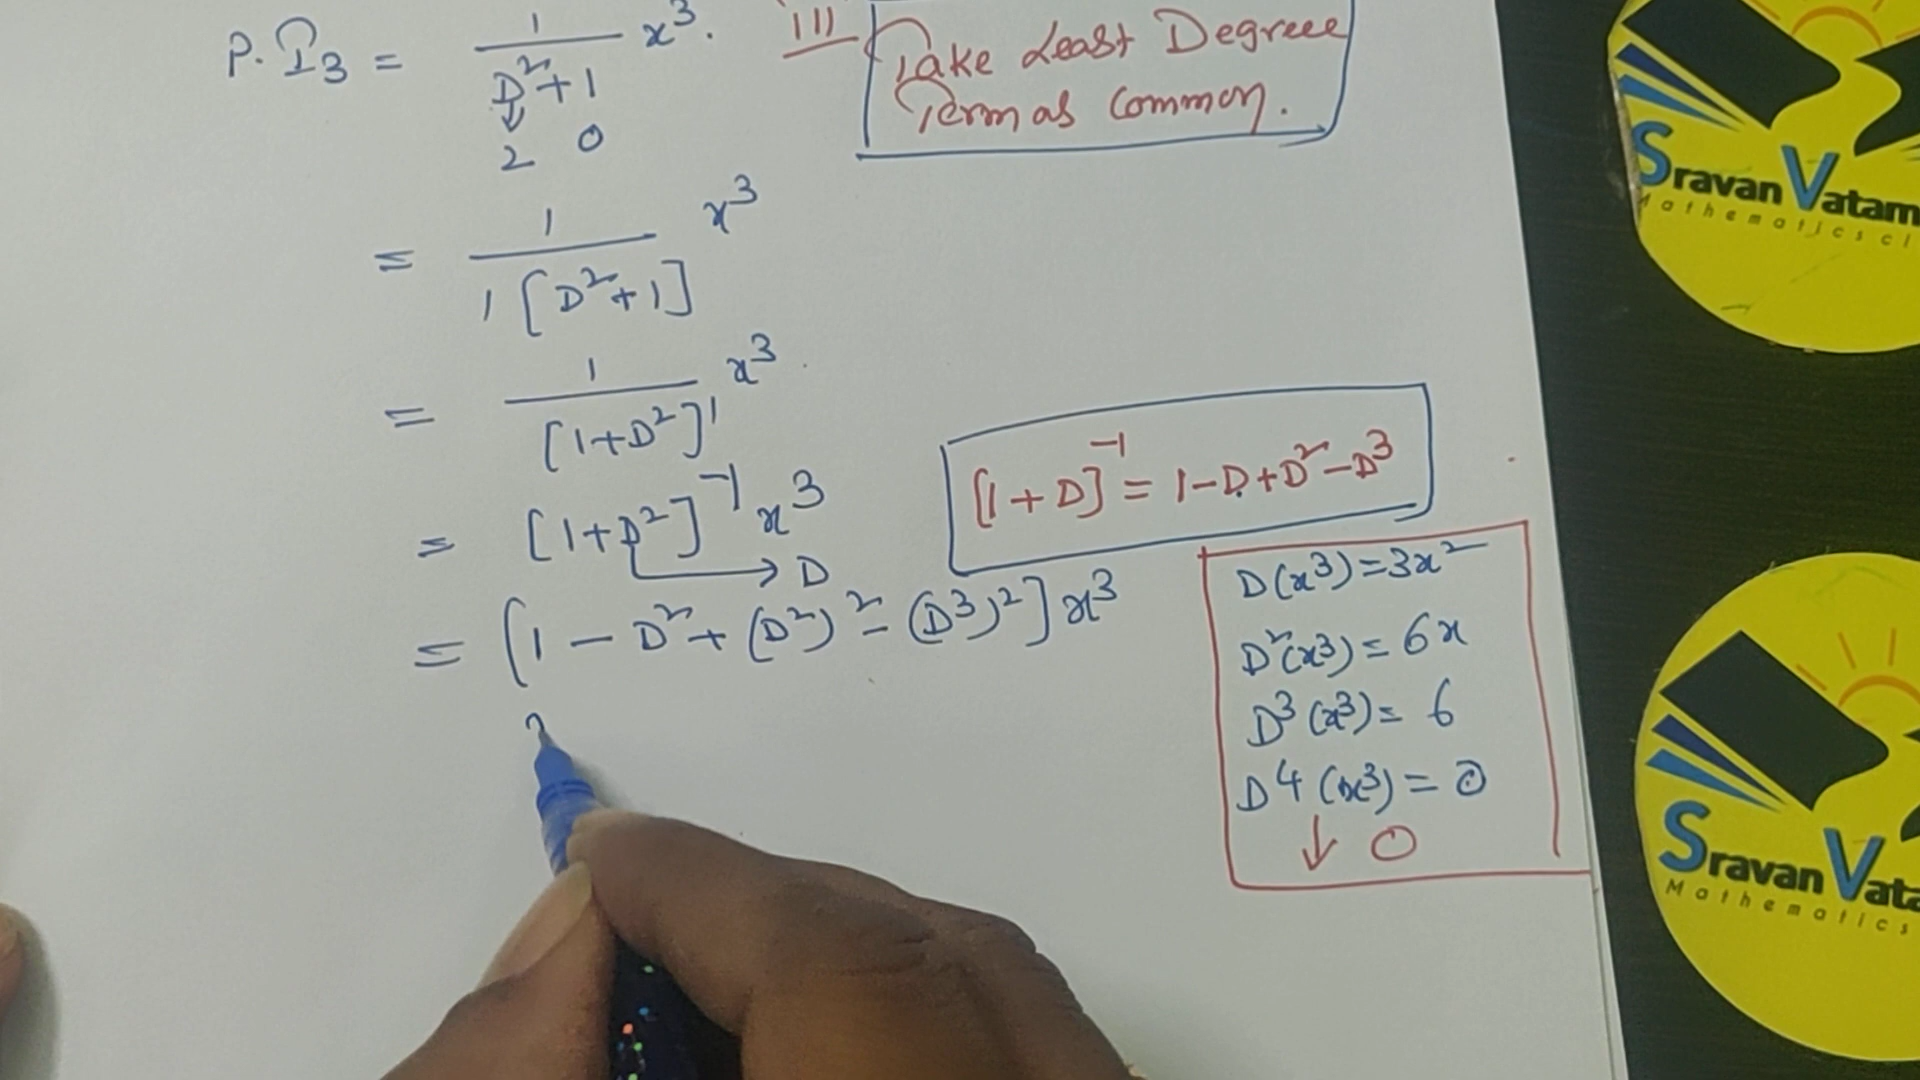 P.I₃ = 1/(D²+1) x³. III Take Least Degree
↓
2 0
Term as Common.
= 1/(1[D²+1]) x³
= 1/[1+D²]¹ x³
[1+D]⁻¹ = 1-D+D²-D³
= [1+D²]⁻¹ x³
→ D
= [1 - D² + (D²)² - (D³)²] x³
D(x³)=3x²
D²(x³)= 6x
D³(x³)= 6
D4(x³) = 0
↓ 0
Sravan Vatam
Mathematics cl
Sravan Vata
Mathematics